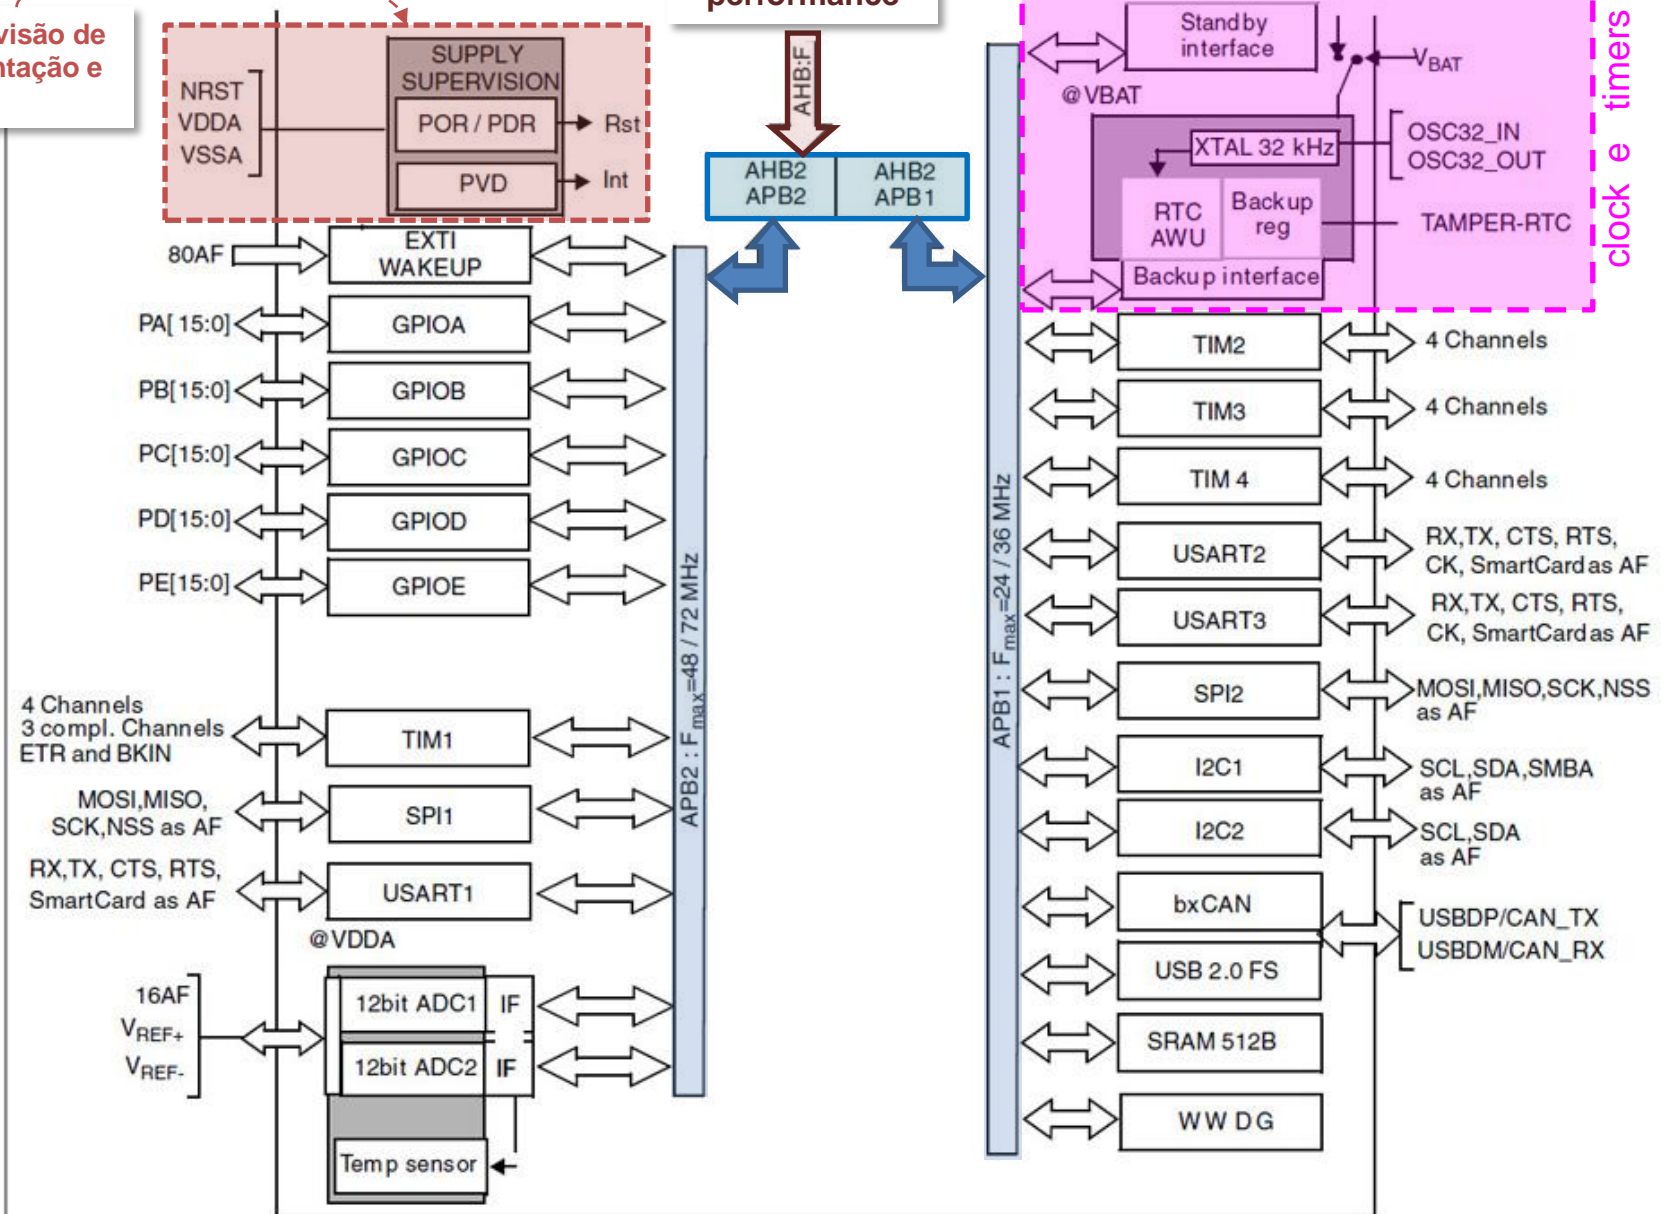 performance
visão de
ntação e
AHB:F
NRST
VDDA
VSSA
SUPPLY
SUPERVISION
POR / PDR
Rst
PVD
Int
AHB2
APB2
AHB2
APB1
Stand by
interface
VBAT
@VBAT
XTAL 32 kHz
OSC32_IN
OSC32_OUT
RTC
AWU
Backup
reg
TAMPER-RTC
Backup interface
clock e timers
80AF
EXTI
WAKEUP
PA[ 15:0]
GPIOA
PB[15:0]
GPIOB
PC[15:0]
GPIOC
PD[15:0]
GPIOD
PE[15:0]
GPIOE
4 Channels
3 compl. Channels
ETR and BKIN
TIM1
MOSI,MISO,
SCK,NSS as AF
SPI1
RX,TX, CTS, RTS,
SmartCard as AF
USART1
@VDDA
16AF
VREF+
VREF-
12bit ADC1
IF
12bit ADC2
IF
Temp sensor
APB2 : Fmax=48 / 72 MHz
APB1 : Fmax=24 / 36 MHz
TIM2
4 Channels
TIM3
4 Channels
TIM 4
4 Channels
USART2
RX,TX, CTS, RTS,
CK, SmartCard as AF
USART3
RX,TX, CTS, RTS,
CK, SmartCard as AF
SPI2
MOSI,MISO,SCK,NSS
as AF
I2C1
SCL,SDA,SMBA
as AF
I2C2
SCL,SDA
as AF
bxCAN
USBDP/CAN_TX
USBDM/CAN_RX
USB 2.0 FS
SRAM 512B
WW DG